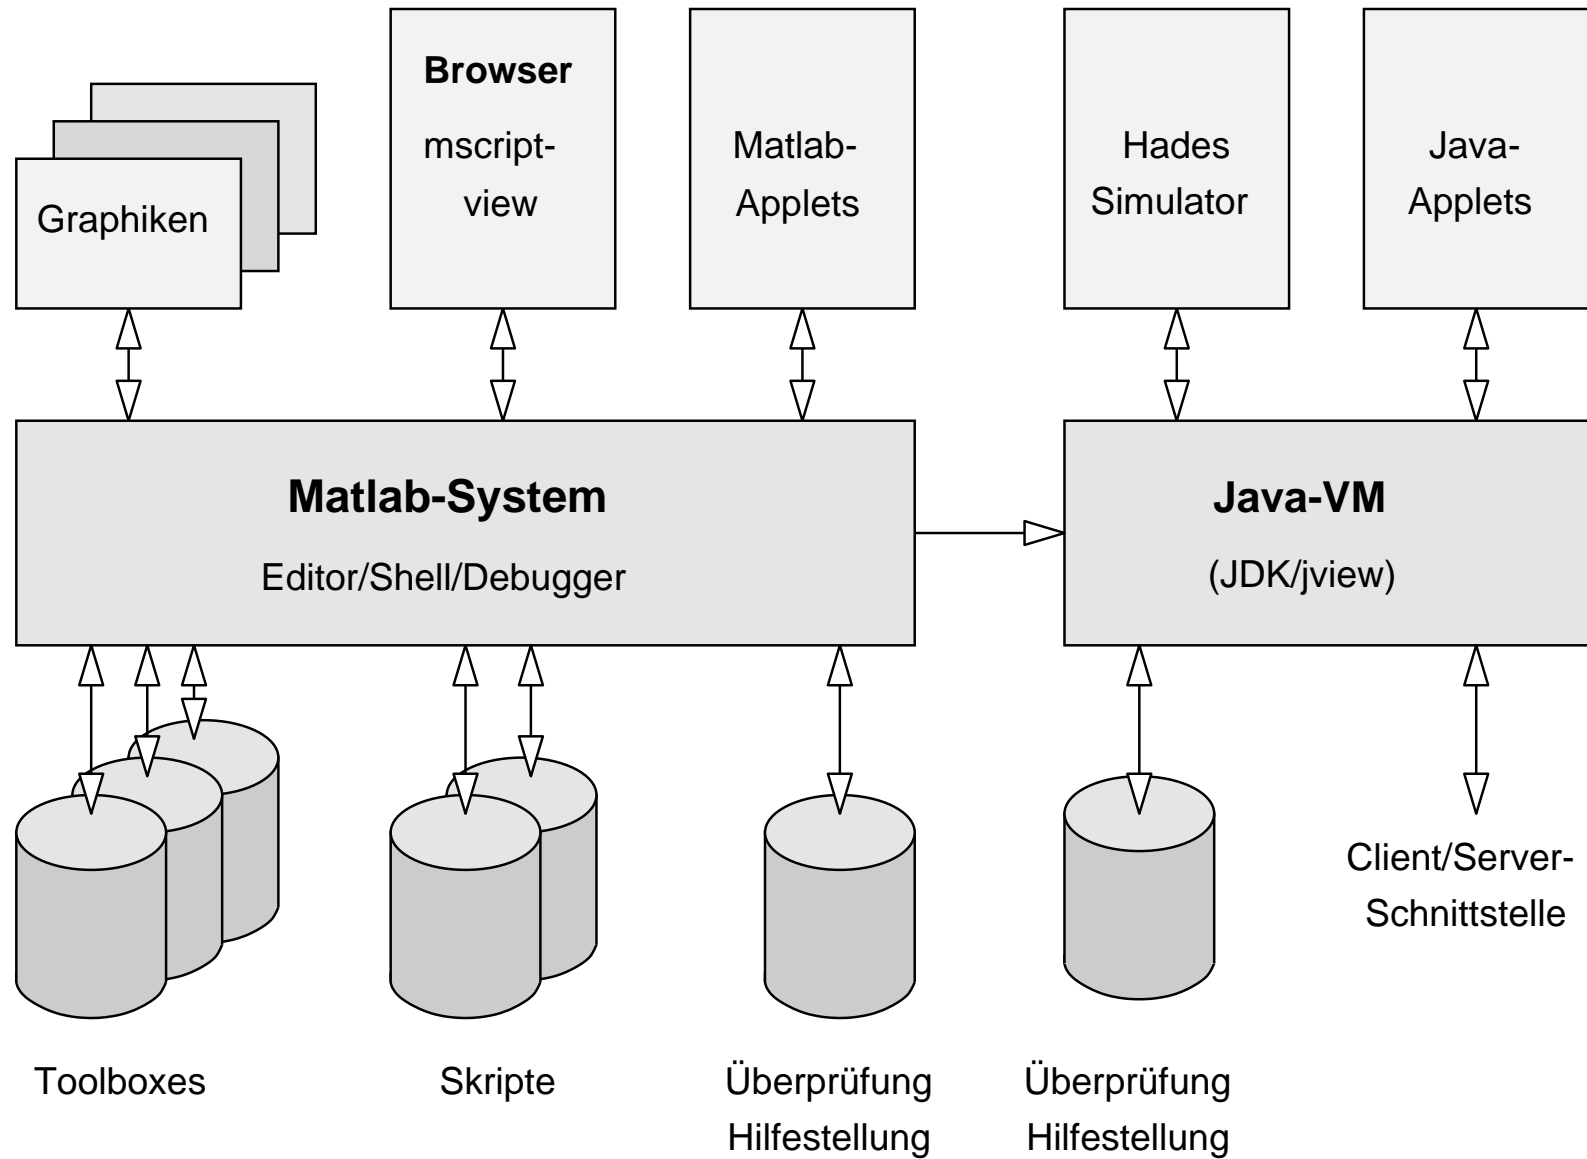 Browser
mscript-
view
Graphiken
Matlab-
Applets
Hades
Simulator
Java-
Applets
Matlab-System
Editor/Shell/Debugger
Java-VM
(JDK/jview)
Client/Server-
Schnittstelle
Toolboxes
Skripte
Überprüfung
Hilfestellung
Überprüfung
Hilfestellung